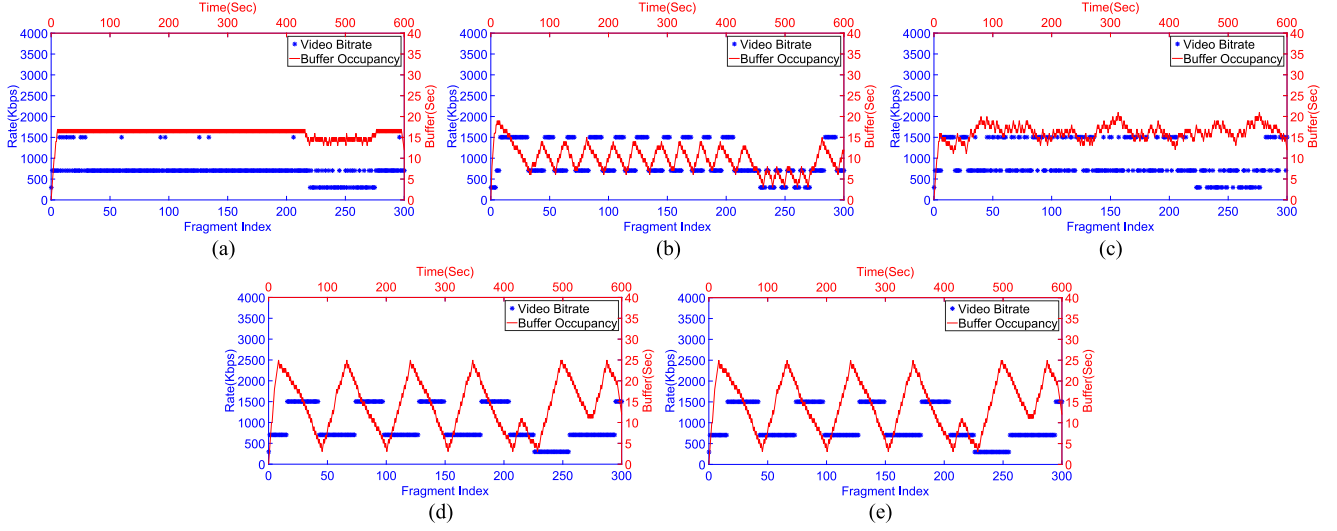 Time(Sec)
0 100 200 300 400 500 600
4000 3500 3000 2500 2000 1500 1000 500 0
Rate(Kbps)
Video Bitrate
Buffer Occupancy
40 35 30 25 20 15 10 5 0
Buffer(Sec)
0 50 100 150 200 250 300
Fragment Index
(a)
Time(Sec)
0 100 200 300 400 500 600
4000 3500 3000 2500 2000 1500 1000 500 0
Rate(Kbps)
Video Bitrate
Buffer Occupancy
40 35 30 25 20 15 10 5 0
Buffer(Sec)
0 50 100 150 200 250 300
Fragment Index
(b)
Time(Sec)
0 100 200 300 400 500 600
4000 3500 3000 2500 2000 1500 1000 500 0
Rate(Kbps)
Video Bitrate
Buffer Occupancy
40 35 30 25 20 15 10 5 0
Buffer(Sec)
0 50 100 150 200 250 300
Fragment Index
(c)
Time(Sec)
0 100 200 300 400 500 600
4000 3500 3000 2500 2000 1500 1000 500 0
Rate(Kbps)
Video Bitrate
Buffer Occupancy
40 35 30 25 20 15 10 5 0
Buffer(Sec)
0 50 100 150 200 250 300
Fragment Index
(d)
Time(Sec)
0 100 200 300 400 500 600
4000 3500 3000 2500 2000 1500 1000 500 0
Rate(Kbps)
Video Bitrate
Buffer Occupancy
40 35 30 25 20 15 10 5 0
Buffer(Sec)
0 50 100 150 200 250 300
Fragment Index
(e)